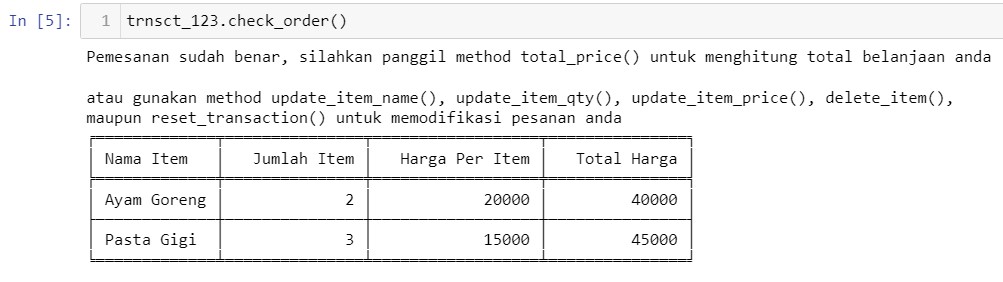 In [5]: 1 trnsct_123.check_order()
Pemesanan sudah benar, silahkan panggil method total_price() untuk menghitung total belanjaan anda
atau gunakan method update_item_name(), update_item_qty(), update_item_price(), delete_item(),
maupun reset_transaction() untuk memodifikasi pesanan anda
Nama Item Jumlah Item Harga Per Item Total Harga
Ayam Goreng 2 20000 40000
Pasta Gigi 3 15000 45000